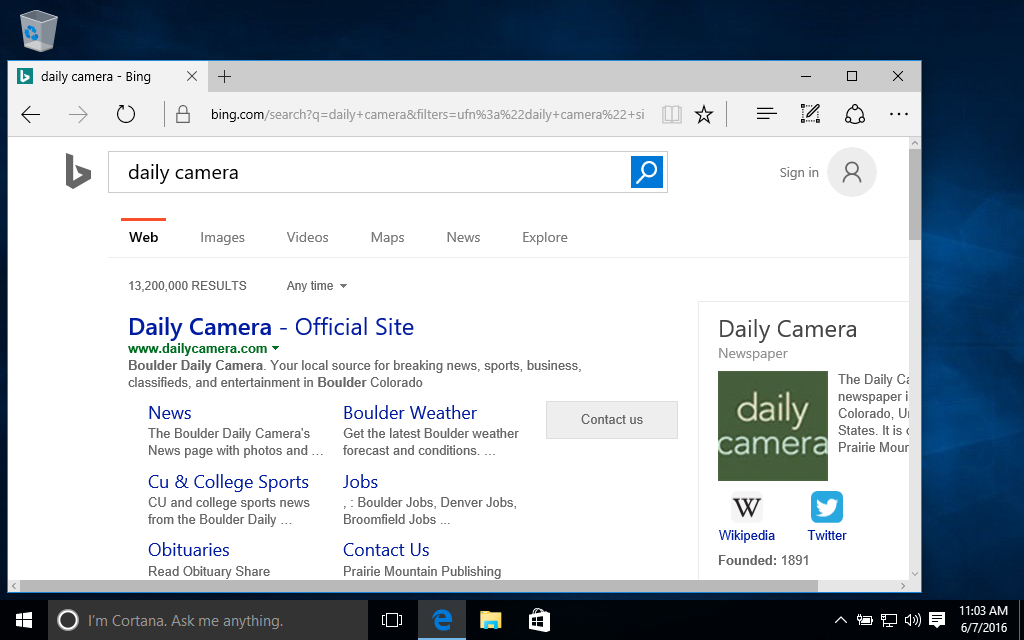 daily camera - Bing
bing.com/search?q=daily+camera&filters=ufn%3a%22daily+camera%22+si
daily camera
Sign in
Web Images Videos Maps News Explore
13,200,000 RESULTS Any time
Daily Camera - Official Site
www.dailycamera.com
Boulder Daily Camera. Your local source for breaking news, sports, business,
classifieds, and entertainment in Boulder Colorado
News
The Boulder Daily Camera's
News page with photos and ...
Boulder Weather
Get the latest Boulder weather
forecast and conditions. ...
Contact us
Cu & College Sports
CU and college sports news
from the Boulder Daily ...
Jobs
, : Boulder Jobs, Denver Jobs,
Broomfield Jobs ...
Obituaries
Read Obituary Share
Contact Us
Prairie Mountain Publishing
Daily Camera
Newspaper
daily
camera
The Daily Ca
newspaper i
Colorado, U
States. It is
Prairie Mour
W
Wikipedia
Twitter
Founded: 1891
I'm Cortana. Ask me anything.
11:03 AM
6/7/2016